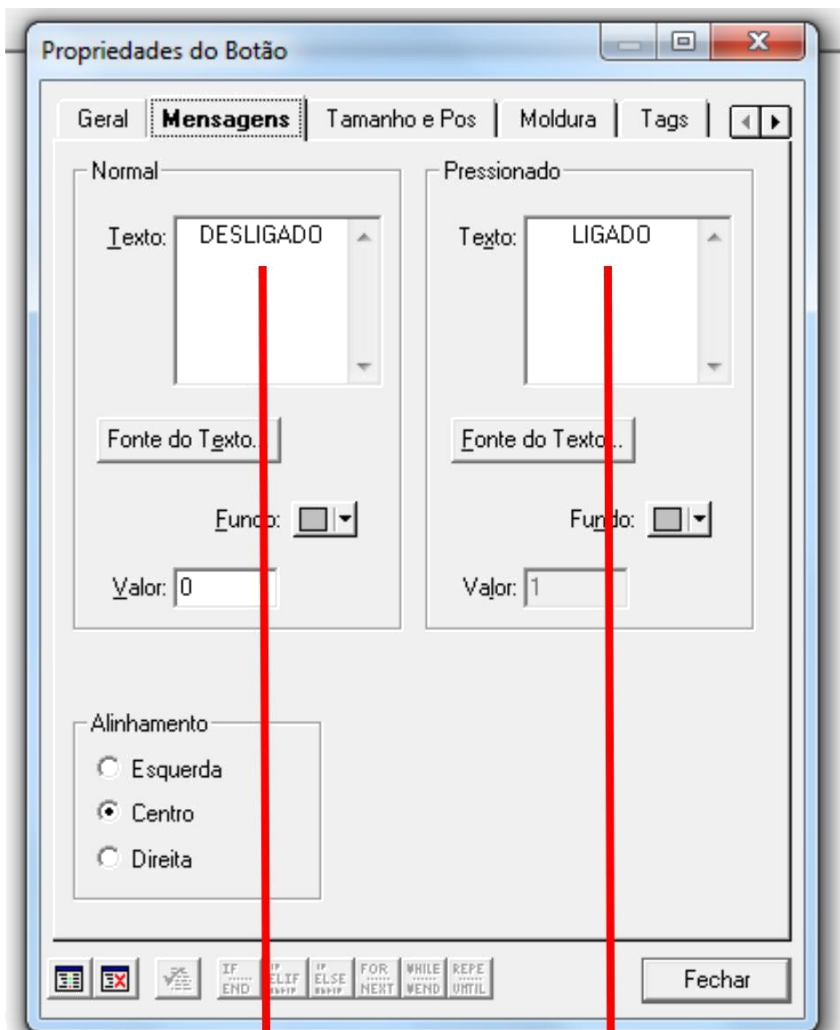 Propriedades do Botão
Geral Mensagens Tamanho e Pos Moldura Tags
Normal
Texto: DESLIGADO
Fonte do Texto...
Fundo:
Valor: 0
Pressionado
Texto: LIGADO
Fonte do Texto...
Fundo:
Valor: 1
Alinhamento
Esquerda
Centro
Direita
IF END
ELIF
IF ELSE
FOR NEXT
WHILE WEND
REPE UNTIL
Fechar